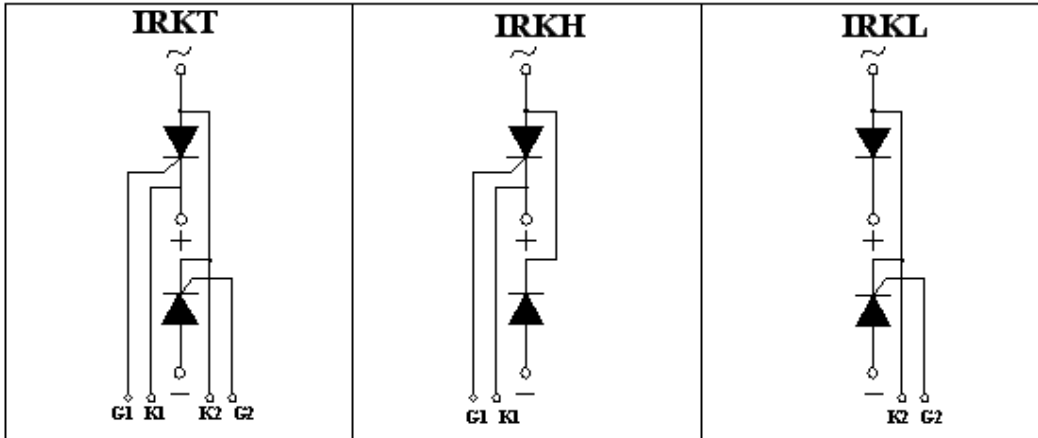 IRKT
~
+
−
G1 K1 K2 G2
IRKH
~
+
−
G1 K1
IRKL
~
+
−
K2 G2